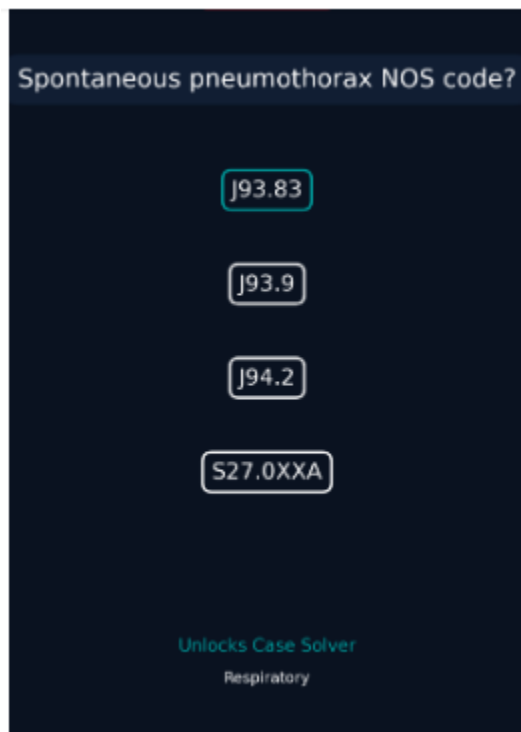 Spontaneous pneumothorax NOS code?
J93.83
J93.9
J94.2
S27.0XXA
Unlocks Case Solver
Respiratory